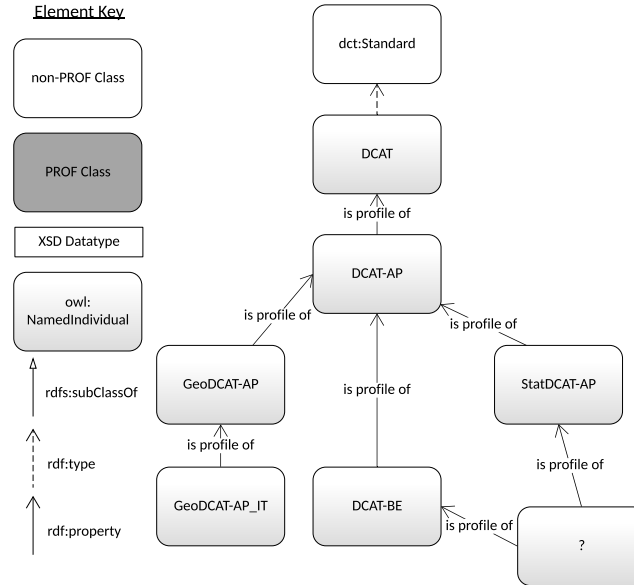 Element Key
non-PROF Class
PROF Class
XSD Datatype
owl:
NamedIndividual
rdfs:subClassOf
rdf:type
rdf:property
dct:Standard
DCAT
is profile of
DCAT-AP
is profile of
is profile of
is profile of
GeoDCAT-AP
StatDCAT-AP
is profile of
is profile of
GeoDCAT-AP_IT
DCAT-BE
is profile of
?